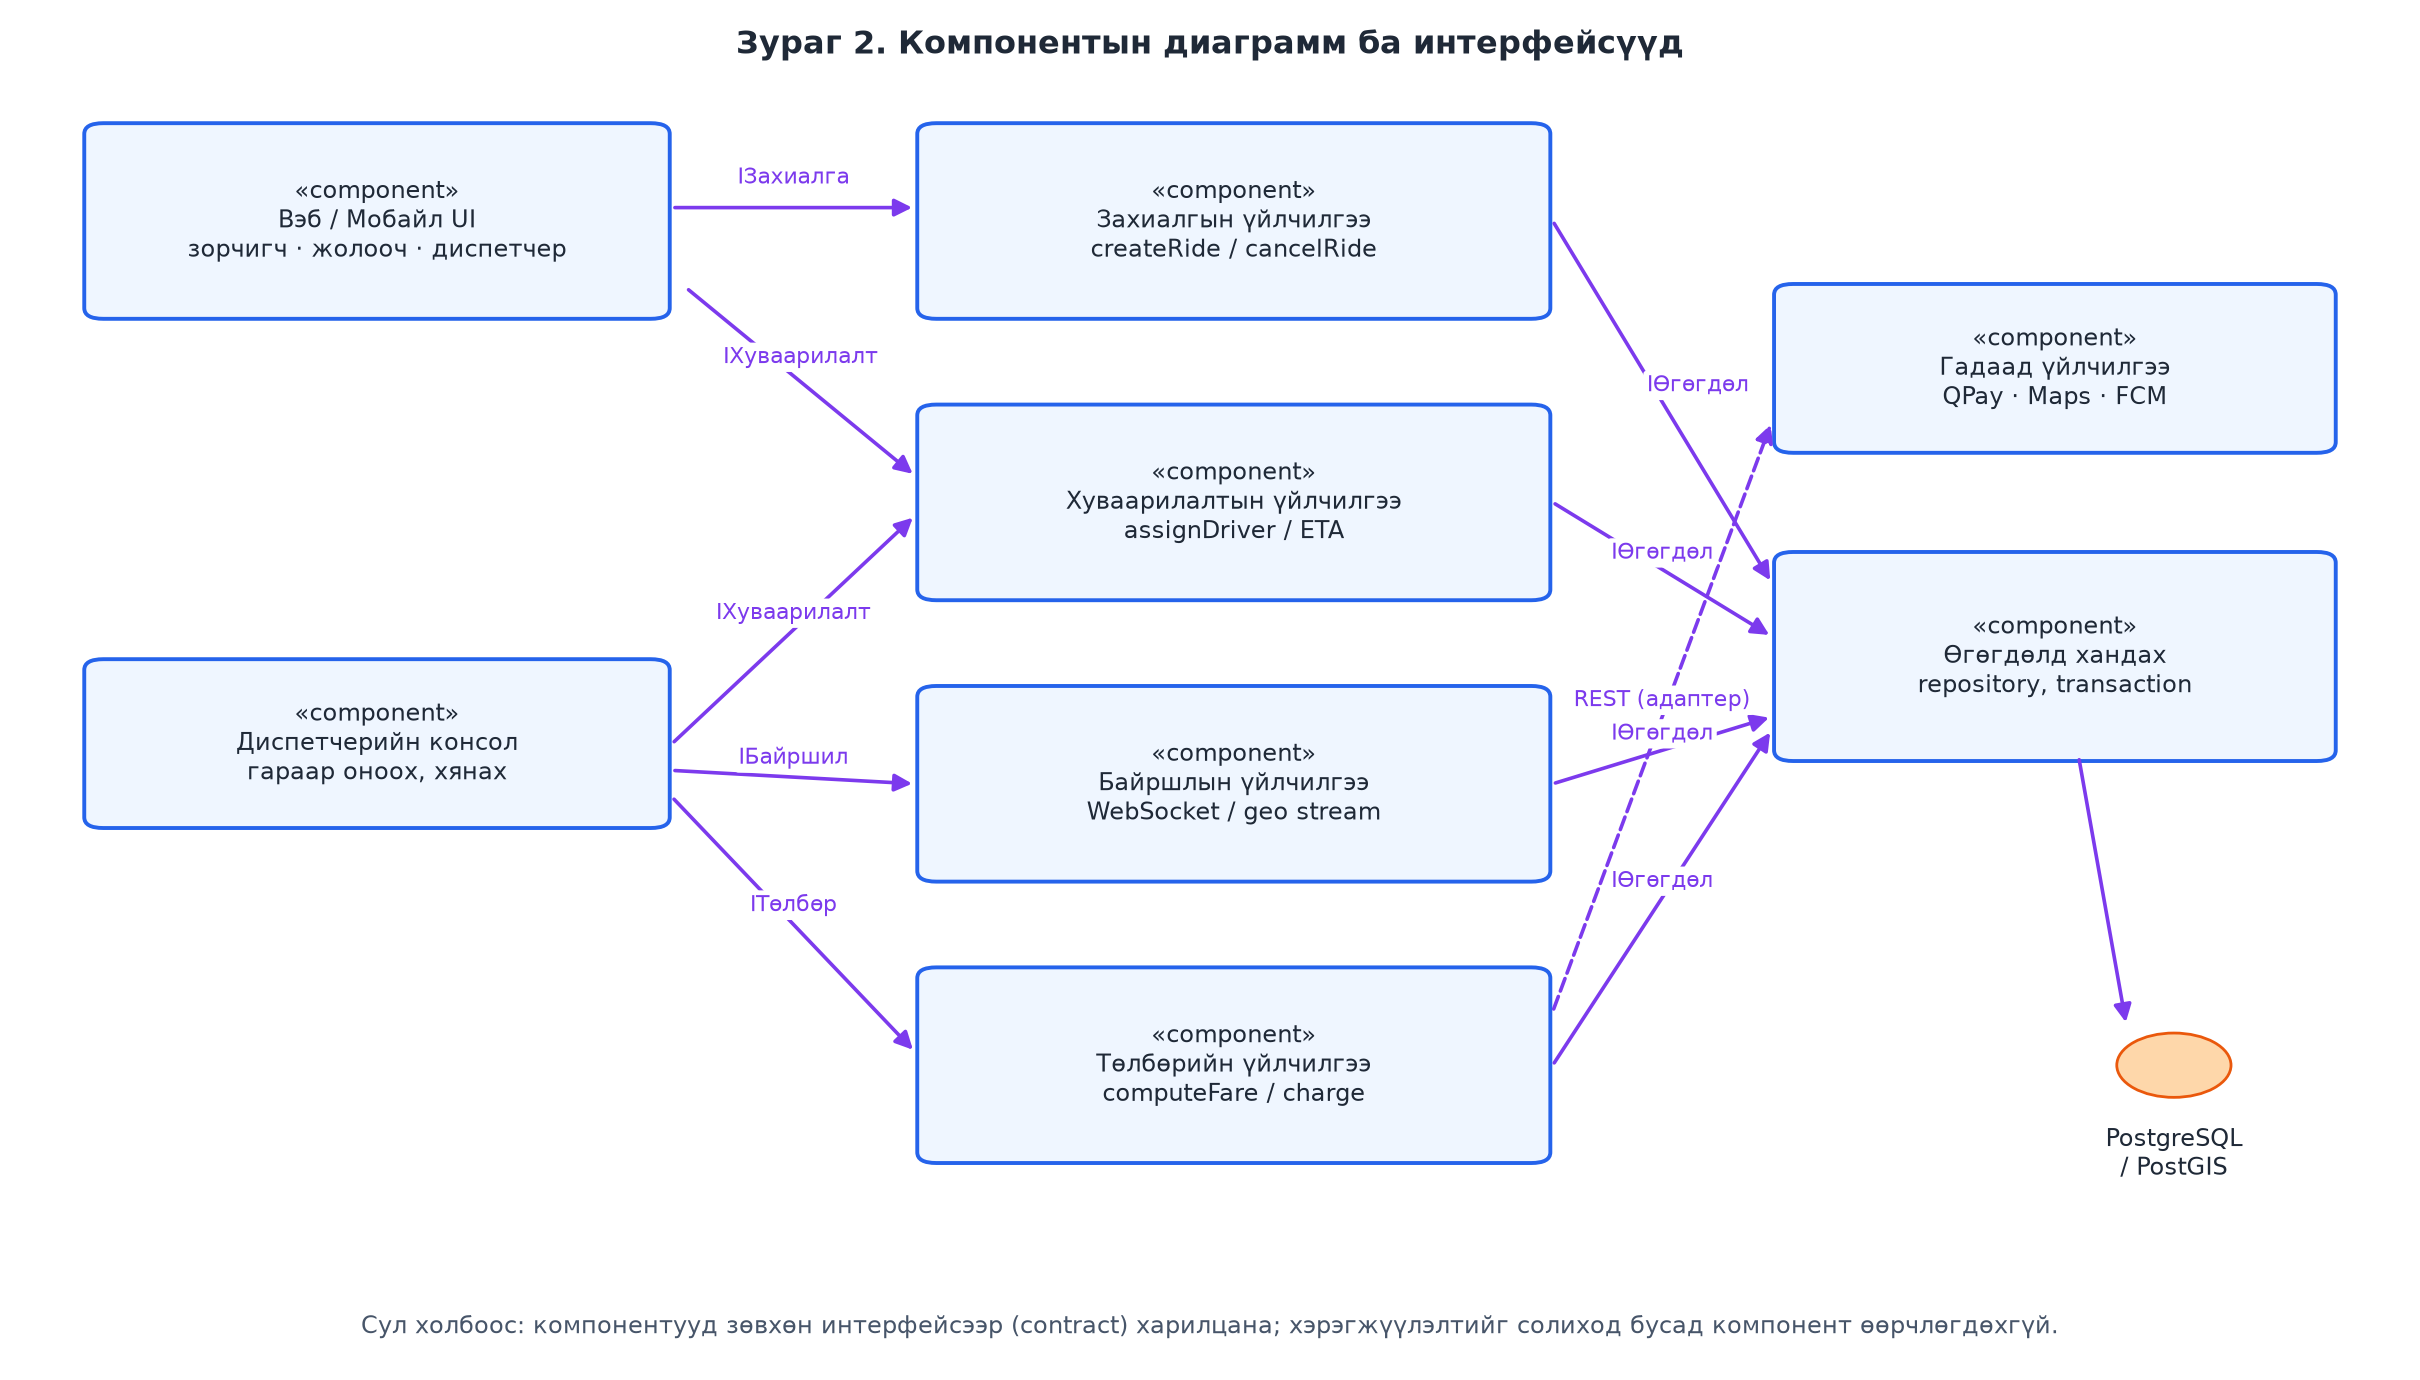 Зураг 2. Компонентын диаграмм ба интерфейсүүд
«component»
Вэб / Мобайл UI
зорчигч · жолооч · диспетчер
IЗахиалга
«component»
Захиалгын үйлчилгээ
createRide / cancelRide
IХуваарилалт
IӨгөгдөл
«component»
Гадаад үйлчилгээ
QPay · Maps · FCM
«component»
Хуваарилалтын үйлчилгээ
assignDriver / ETA
IӨгөгдөл
IХуваарилалт
«component»
Өгөгдөлд хандах
repository, transaction
«component»
Диспетчерийн консол
гараар оноох, хянах
IБайршил
«component»
Байршлын үйлчилгээ
WebSocket / geo stream
REST (адаптер)
IӨгөгдөл
IӨгөгдөл
IТөлбөр
«component»
Төлбөрийн үйлчилгээ
computeFare / charge
PostgreSQL
/ PostGIS
Сул холбоос: компонентууд зөвхөн интерфейсээр (contract) харилцана; хэрэгжүүлэлтийг солиход бусад компонент өөрчлөгдөхгүй.